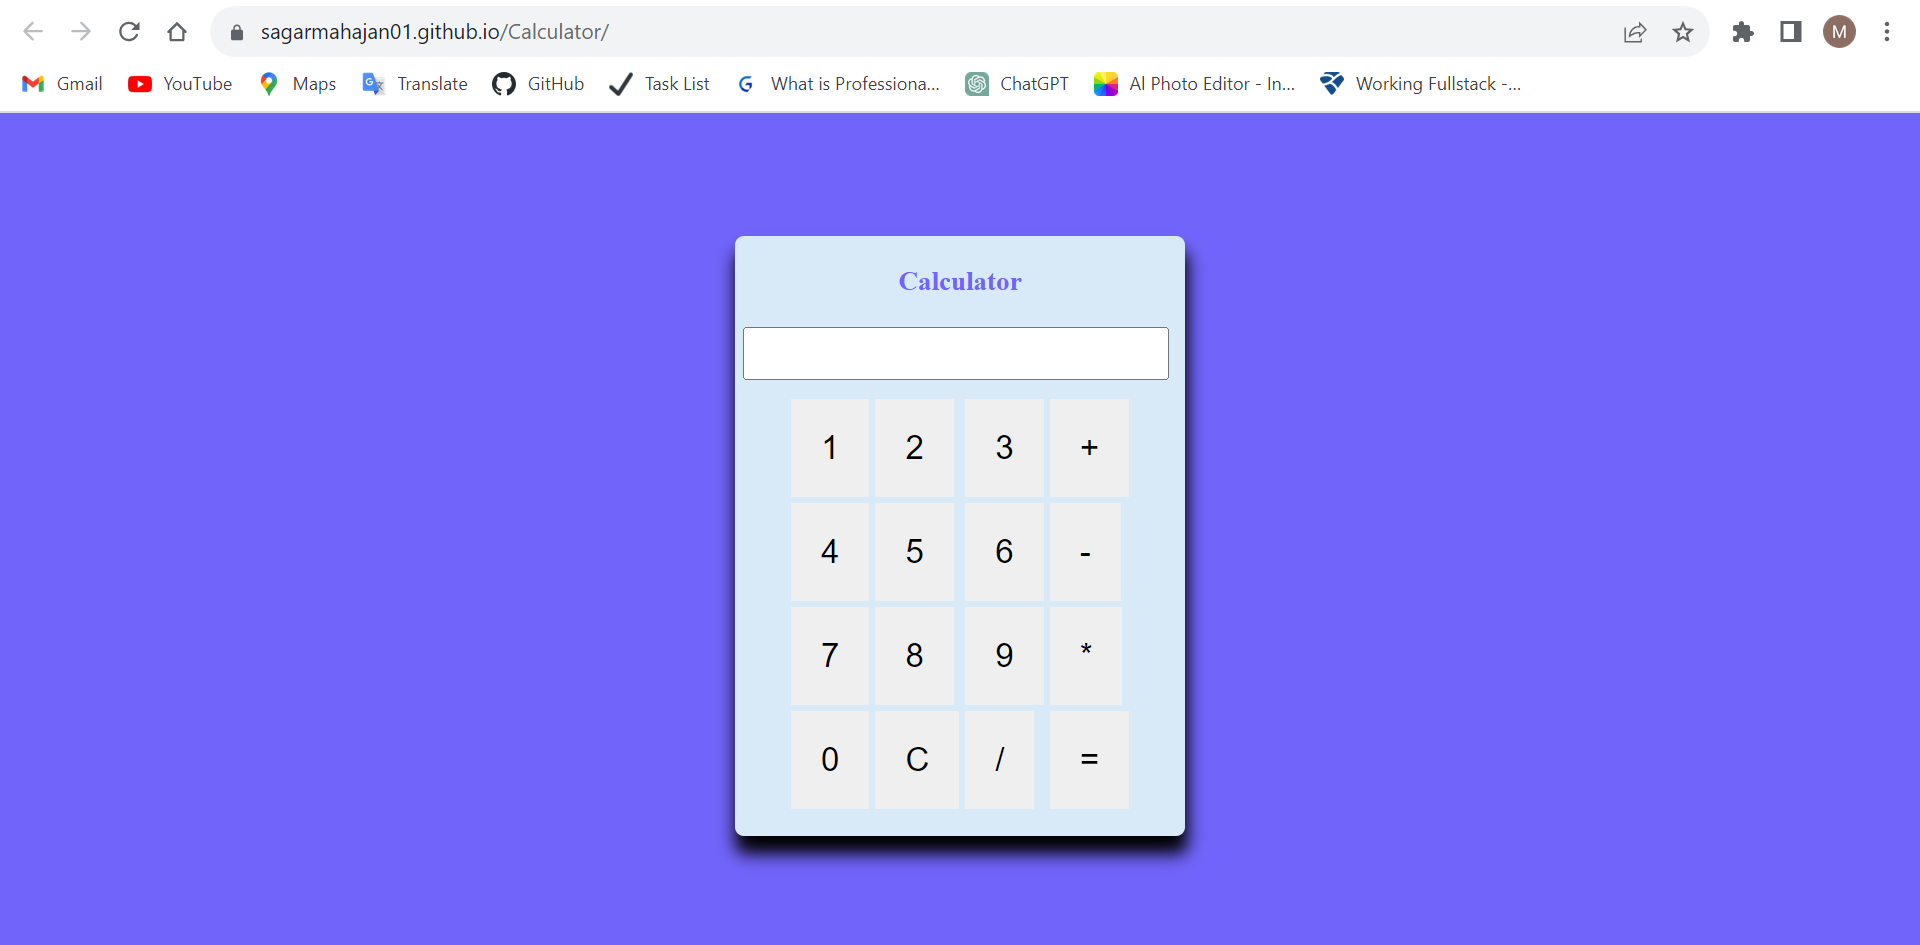 sagarmahajan01.github.io/Calculator/
M
Gmail YouTube Maps Translate GitHub Task List What is Professiona... ChatGPT AI Photo Editor - In... Working Fullstack -...
Calculator
1 2 3 +
4 5 6 -
7 8 9 *
0 C / =